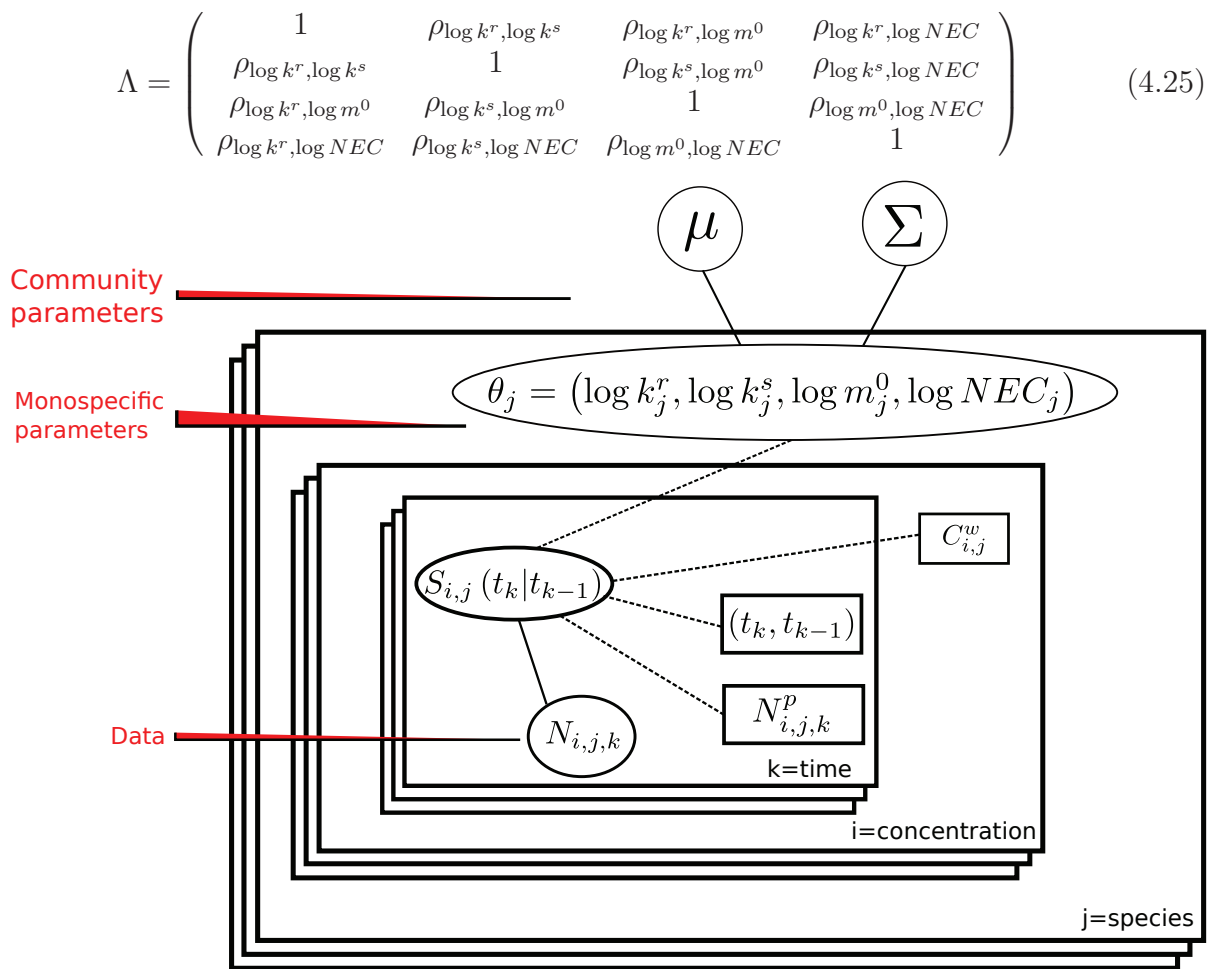 Λ = ( 1 ρ_{log k^r, log k^s} ρ_{log k^r, log m^0} ρ_{log k^r, log NEC}
ρ_{log k^r, log k^s} 1 ρ_{log k^s, log m^0} ρ_{log k^s, log NEC}
ρ_{log k^r, log m^0} ρ_{log k^s, log m^0} 1 ρ_{log m^0, log NEC}
ρ_{log k^r, log NEC} ρ_{log k^s, log NEC} ρ_{log m^0, log NEC} 1 ) (4.25)
μ Σ
Community
parameters
θ_j = (log k_j^r, log k_j^s, log m_j^0, log NEC_j)
Monospecific
parameters
C_{i,j}^w
S_{i,j} (t_k|t_{k−1})
(t_k, t_{k−1})
N_{i,j,k}^p
Data
N_{i,j,k}
k=time
i=concentration
j=species